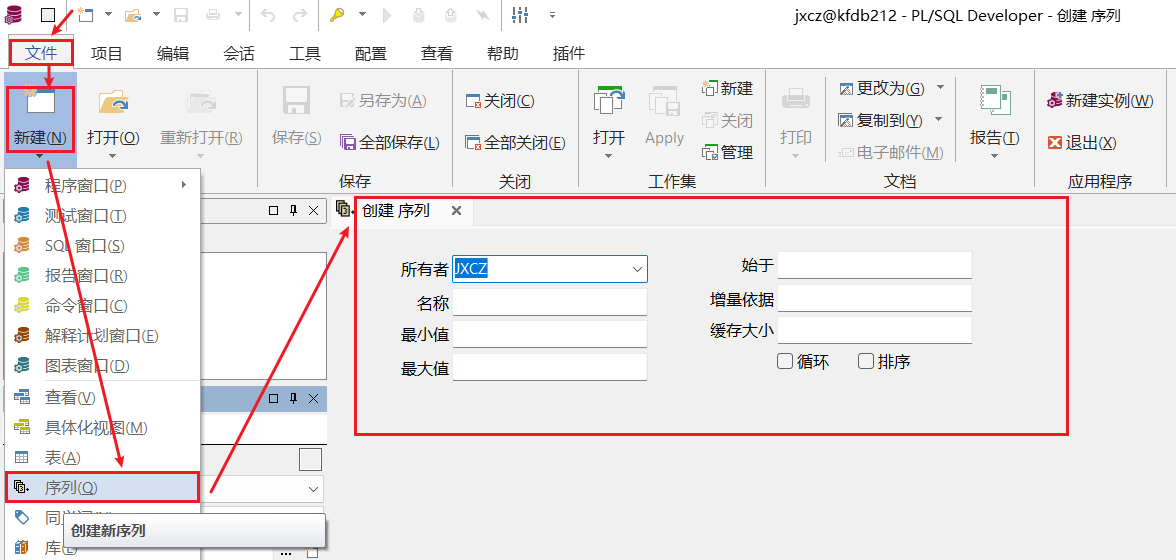 jxcz@kfdb212 - PL/SQL Developer - 创建 序列
文件 项目 编辑 会话 工具 配置 查看 帮助 插件
新建(N) 打开(O) 重新打开(R)
保存(S) 另存为(A) 全部保存(L)
保存
关闭(C)
全部关闭(E)
关闭
打开 Apply 新建 关闭 管理
工作集
打印 更改为(G) 复制到(Y) 电子邮件(M)
文档
报告(T)
新建实例(W)
退出(X)
应用程序
程序窗口(P)
测试窗口(T)
SQL 窗口(S)
报告窗口(R)
命令窗口(C)
解释计划窗口(E)
图表窗口(D)
查看(V)
具体化视图(M)
表(A)
序列(Q)
创建新序列
创建 序列
所有者 JXCZ
名称
最小值
最大值
始于
增量依据
缓存大小
循环 排序